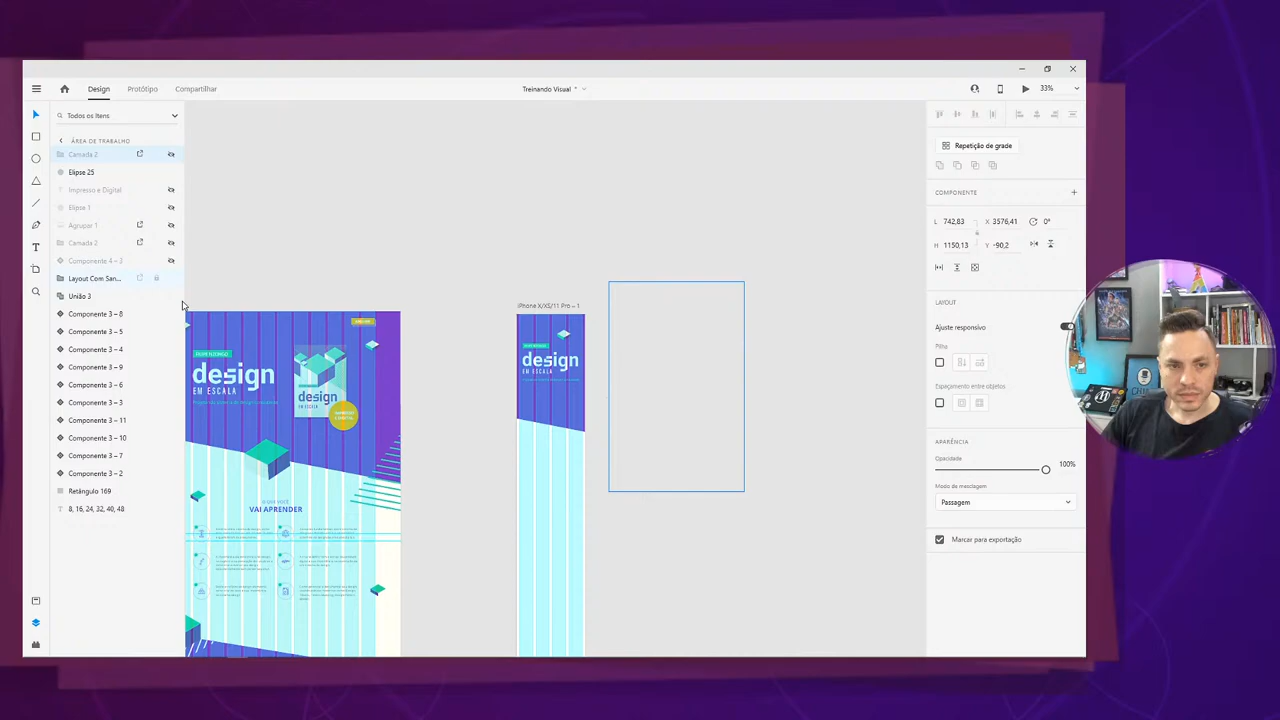 Design
Protótipo
Compartilhar
Treinando Visual *
33%
Todos os Itens
ÁREA DE TRABALHO
Camada 2
Elipse 25
Impresso e Digital
Elipse 1
Agrupar 1
Camada 2
Componente 4 – 3
Layout Com San...
União 3
Componente 3 – 8
Componente 3 – 5
Componente 3 – 4
Componente 3 – 9
Componente 3 – 6
Componente 3 – 3
Componente 3 – 11
Componente 3 – 10
Componente 3 – 7
Componente 3 – 2
Retângulo 169
8, 16, 24, 32, 40, 48
design
EM ESCALA
design
EM ESCALA
VAI APRENDER
iPhone X/XS/11 Pro – 1
design
EM ESCALA
Repetição de grade
COMPONENTE
L 742,83 X 3576,41 0°
H 1150,13 Y -90,2
LAYOUT
Ajuste responsivo
Pilha
Espaçamento entre objetos
APARÊNCIA
Opacidade
100%
Modo de mesclagem
Passagem
Marcar para exportação